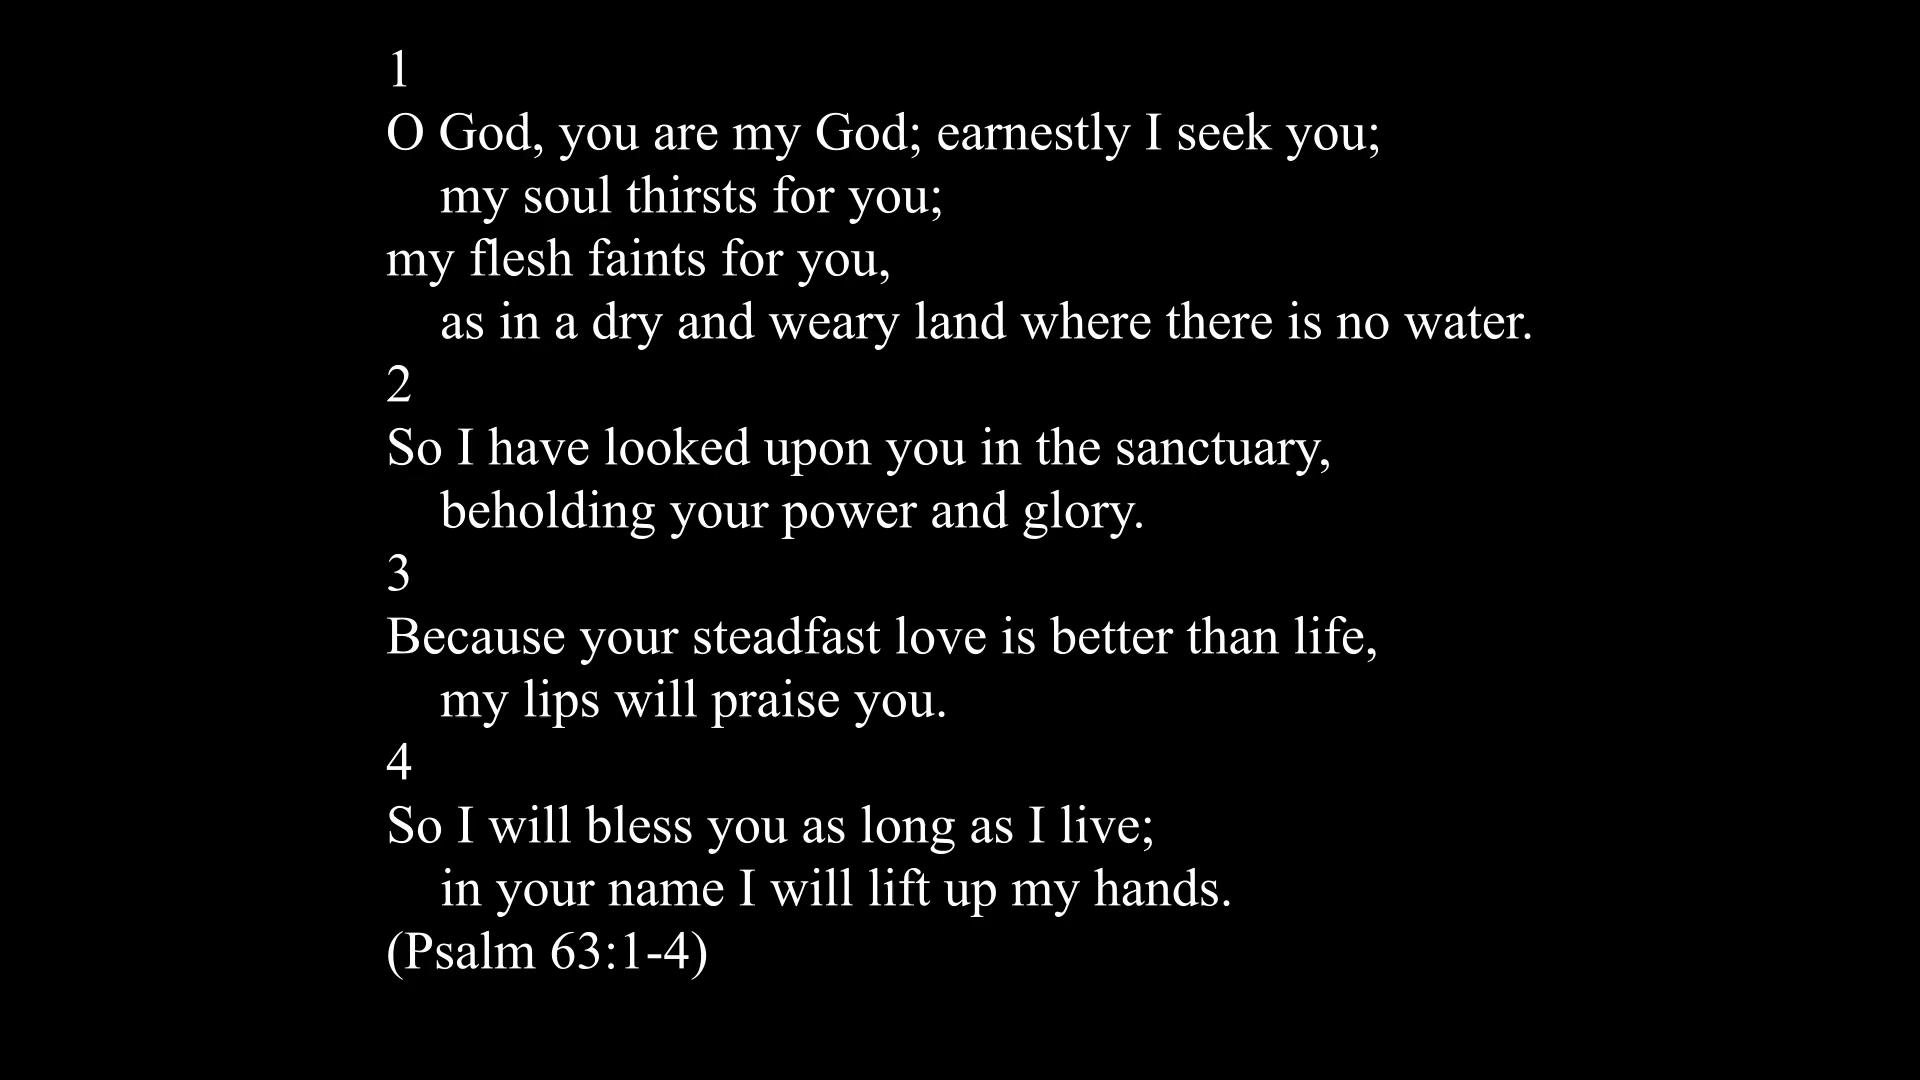 1
O God, you are my God; earnestly I seek you;
my soul thirsts for you;
my flesh faints for you,
as in a dry and weary land where there is no water.
2
So I have looked upon you in the sanctuary,
beholding your power and glory.
3
Because your steadfast love is better than life,
my lips will praise you.
4
So I will bless you as long as I live;
in your name I will lift up my hands.
(Psalm 63:1-4)